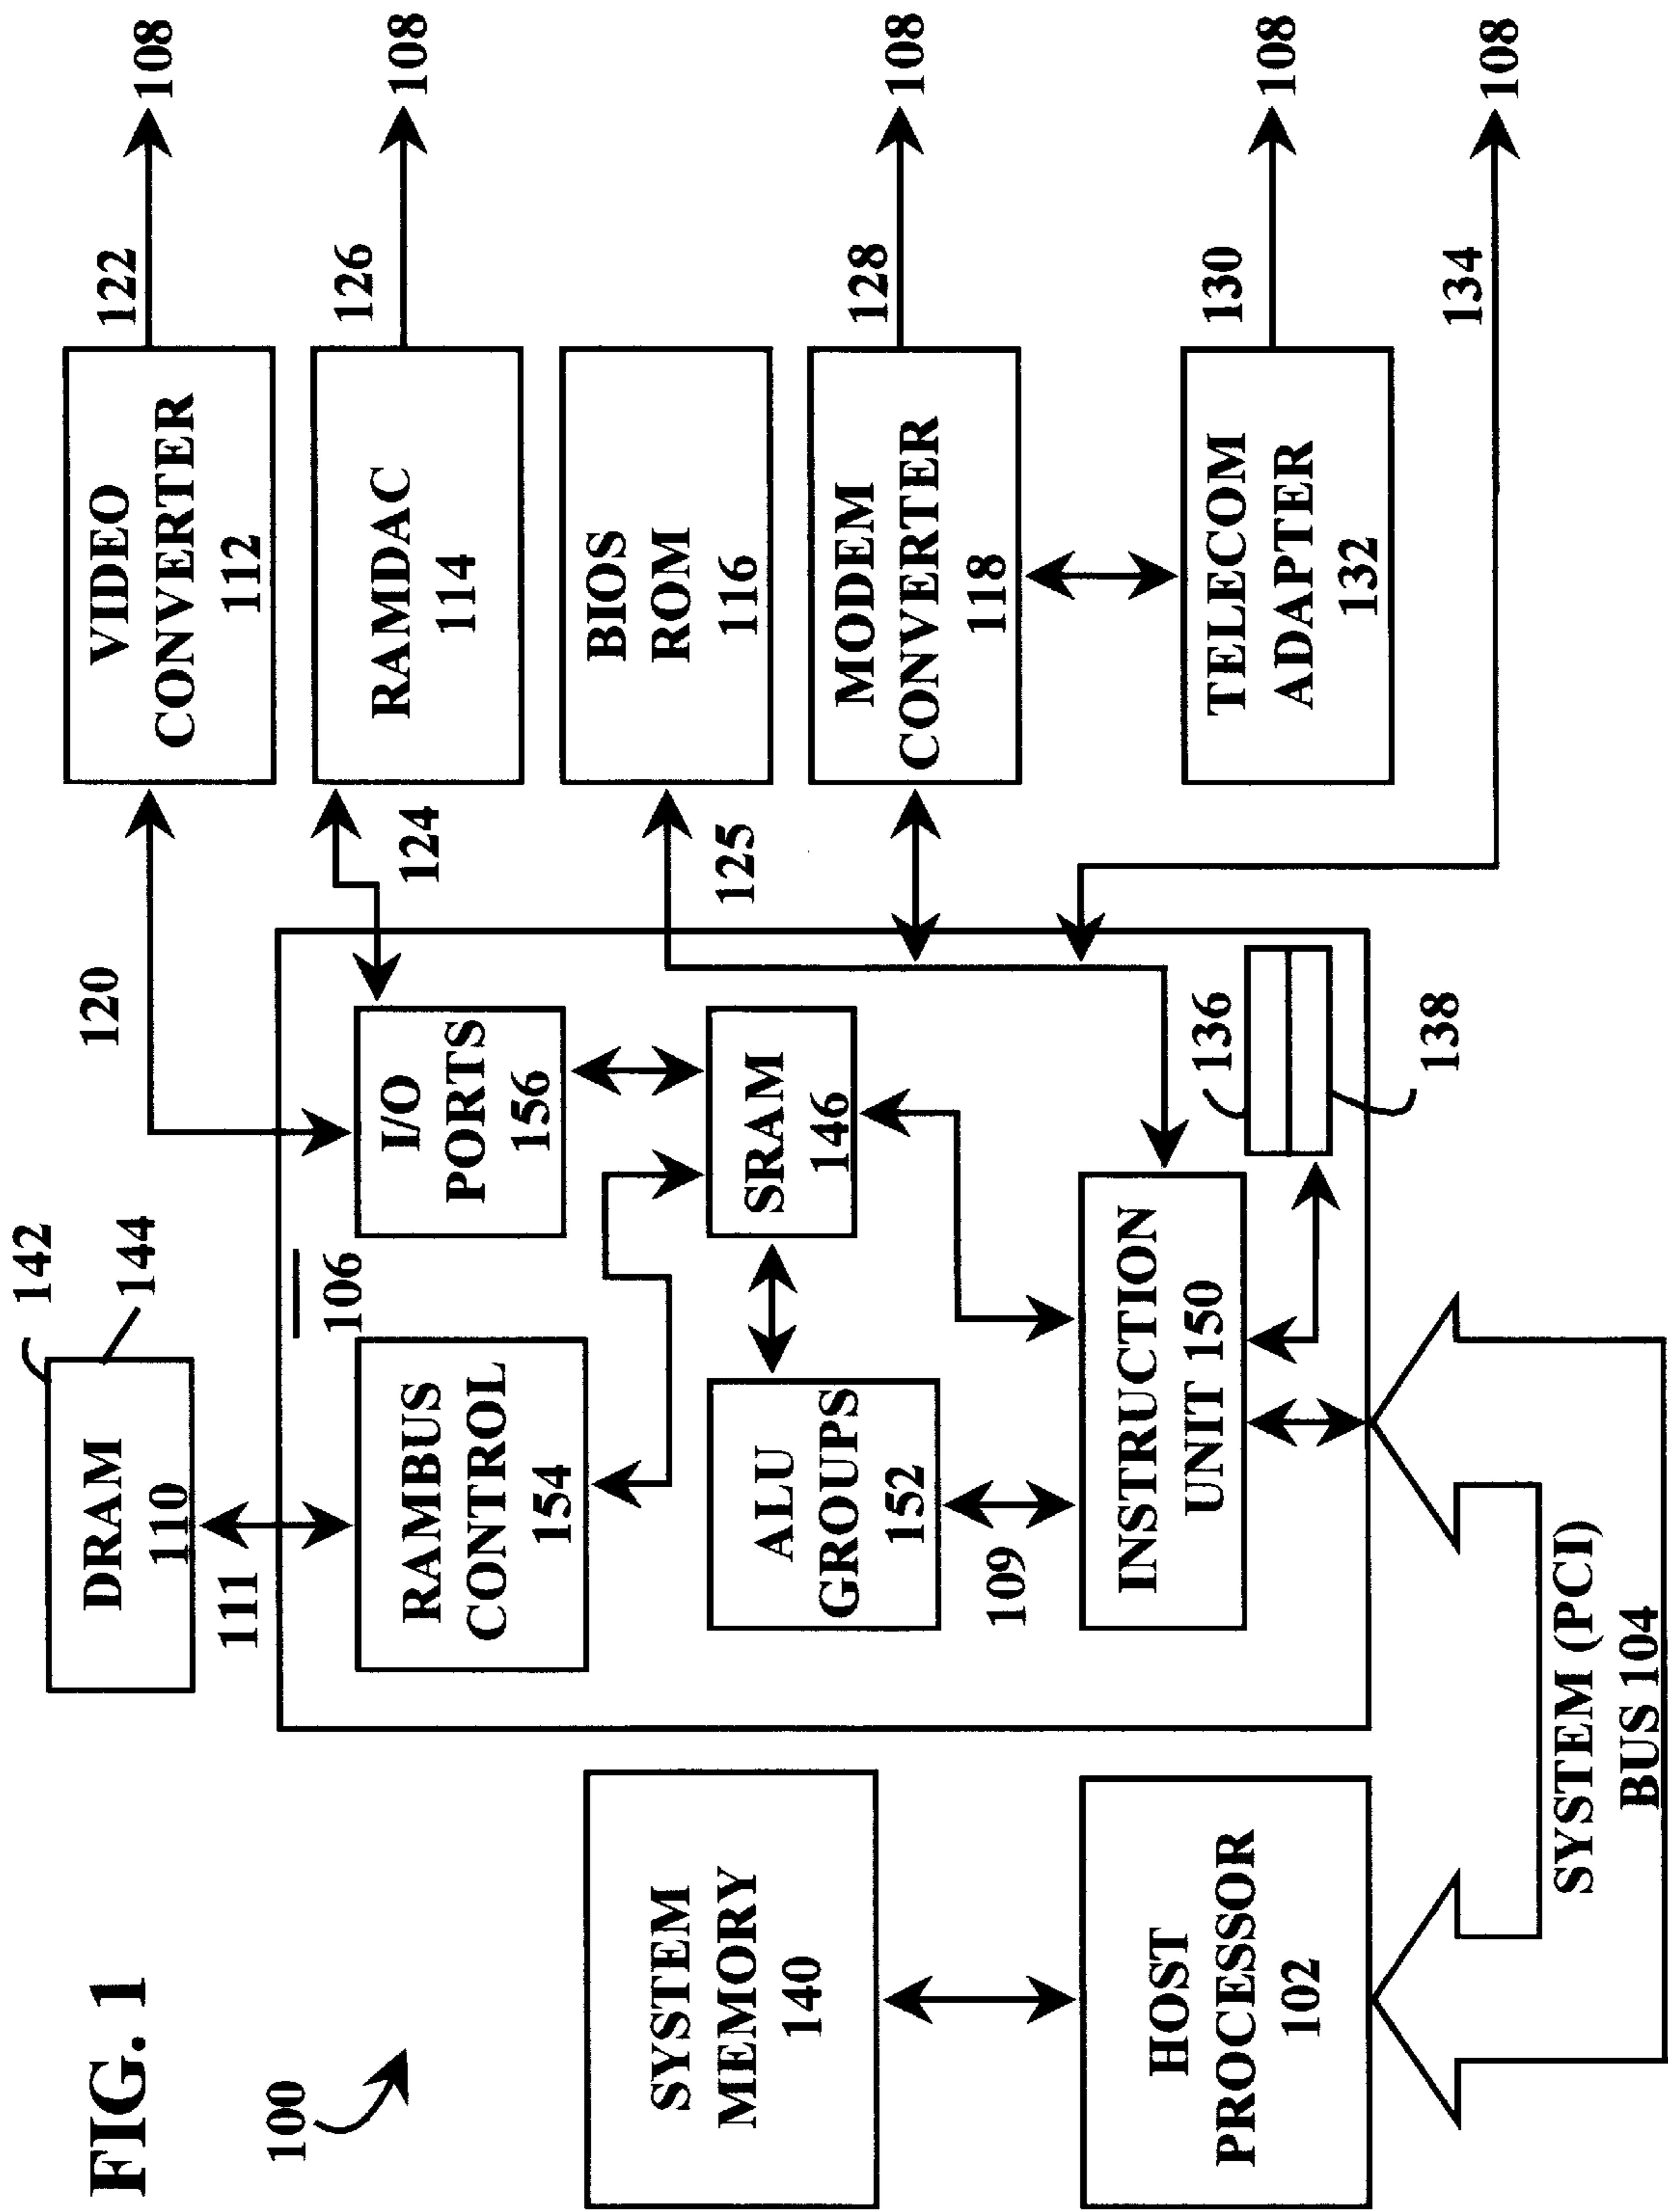 FIG. 1
100
SYSTEM
MEMORY
140
HOST
PROCESSOR
102
SYSTEM (PCI)
BUS 104
DRAM
110
142
144
111
106
RAMBUS
CONTROL
154
I/O
PORTS
156
ALU
GROUPS
152
SRAM
146
109
INSTRUCTION
UNIT 150
136
138
120
124
125
VIDEO
CONVERTER
112
122
108
RAMDAC
114
126
108
BIOS
ROM
116
MODEM
CONVERTER
118
128
108
TELECOM
ADAPTER
132
130
108
134
108